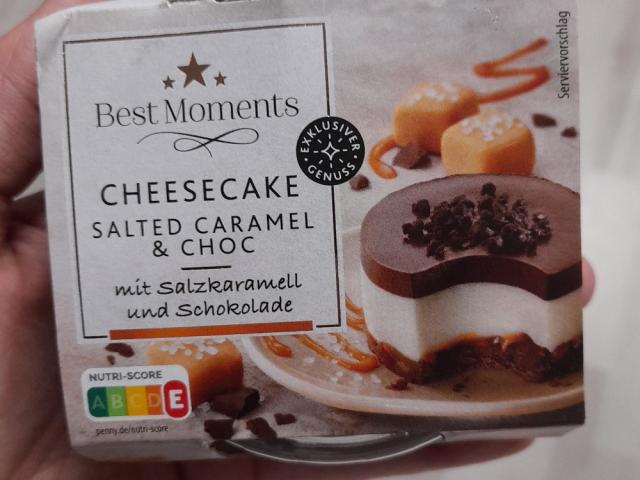 Best Moments
EXKLUSIVER
GENUSS
CHEESECAKE
SALTED CARAMEL
& CHOC
mit Salzkaramell
und Schokolade
NUTRI-SCORE
A B C D E
penny.de/nutri-score
Serviervorschlag